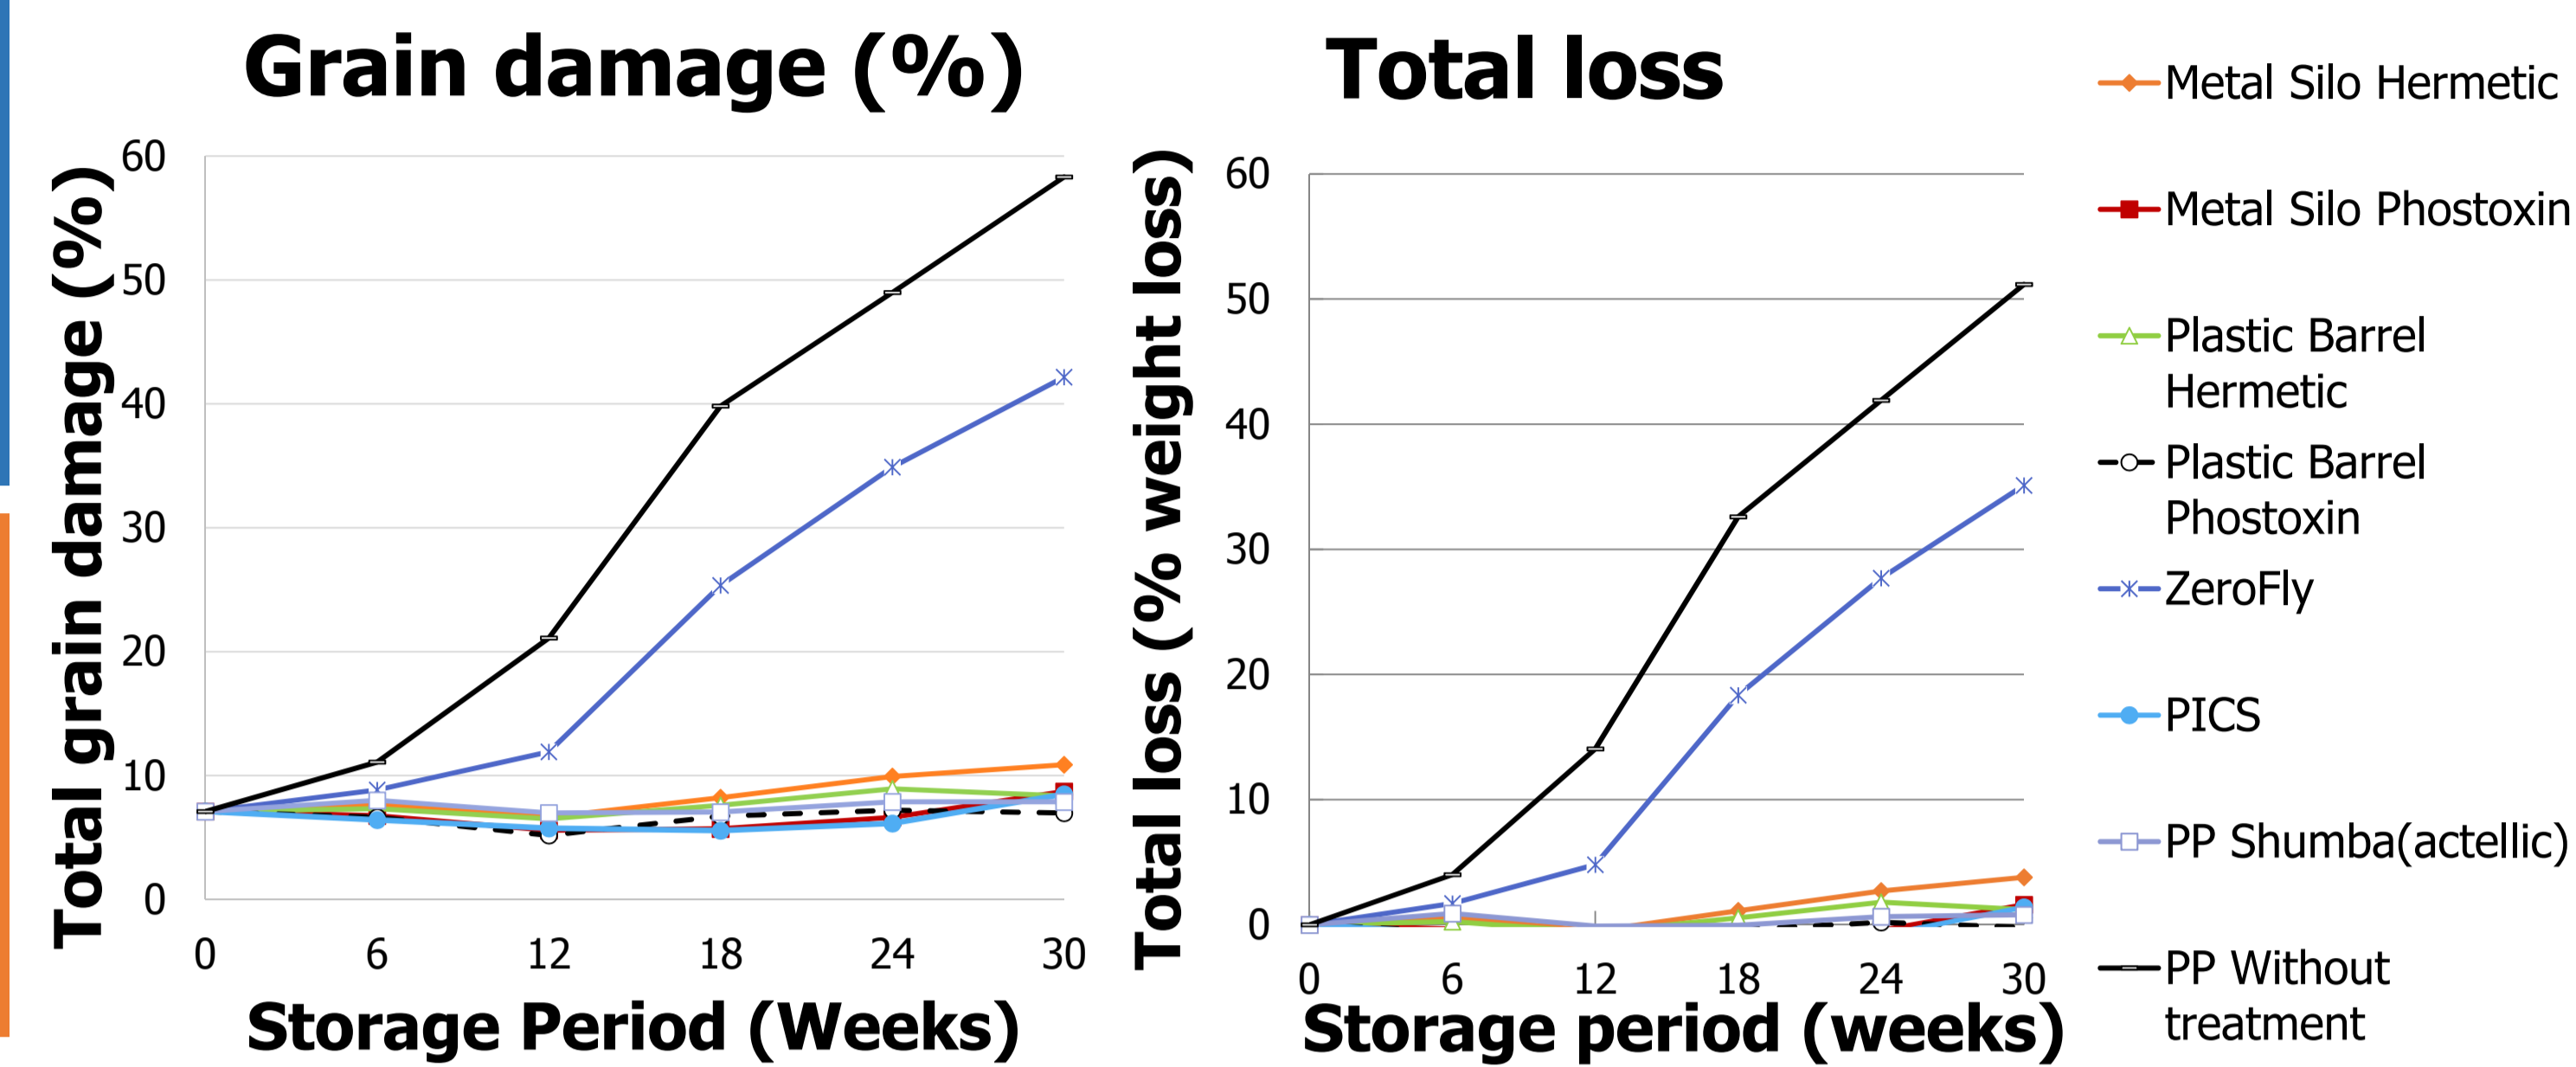 Grain damage (%)
Total grain damage (%)
60
50
40
30
20
10
0
0 6 12 18 24 30
Storage Period (Weeks)
Total loss
Total loss (% weight loss)
60
50
40
30
20
10
0
0 6 12 18 24 30
Storage period (weeks)
Metal Silo Hermetic
Metal Silo Phostoxin
Plastic Barrel
Hermetic
Plastic Barrel
Phostoxin
ZeroFly
PICS
PP Shumba(actellic)
PP Without
treatment